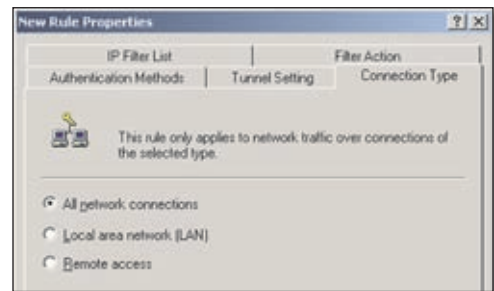 New Rule Properties
IP Filter List
Filter Action
Authentication Methods
Tunnel Setting
Connection Type
This rule only applies to network traffic over connections of
the selected type.
All network connections
Local area network (LAN)
Remote access